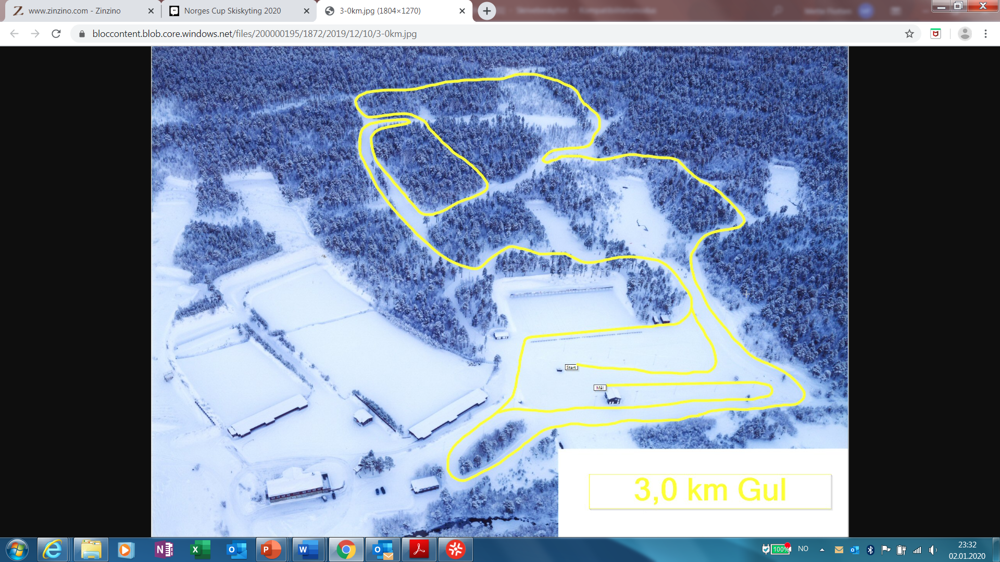 www.zinzino.com - Zinzino
Norges Cup Skiskyting 2020
3-0km.jpg (1804×1270)
bloccontent.blob.core.windows.net/files/200000195/1872/2019/12/10/3-0km.jpg
Start
Mål
3,0 km Gul
100%
NO
23:32
02.01.2020